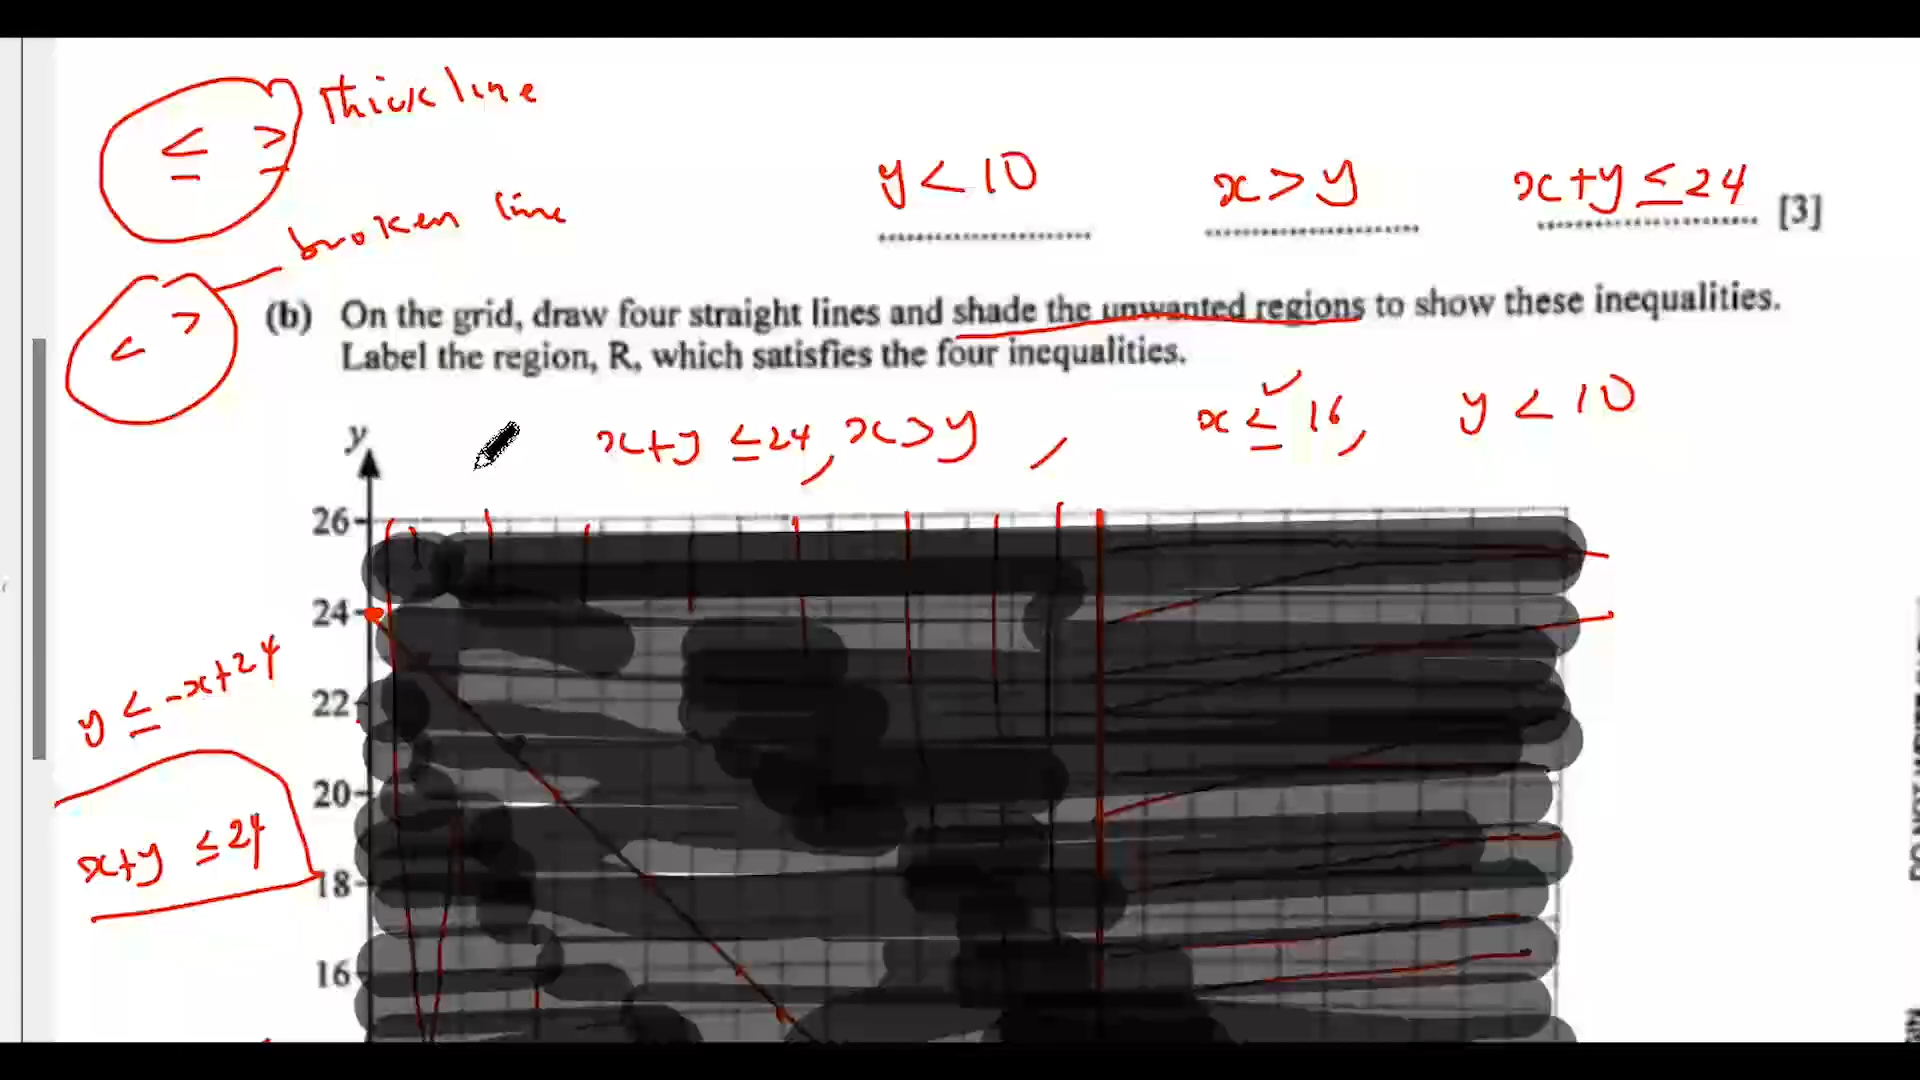 ≤ ≥ Thick line
y < 10 x > y x+y ≤ 24 [3]
broken line
< >
(b) On the grid, draw four straight lines and shade the unwanted regions to show these inequalities.
Label the region, R, which satisfies the four inequalities.
x+y ≤ 24, x > y, x ≤ 16, y < 10
y
26
24
22
20
18
16
y ≤ -x+24
x+y ≤ 24